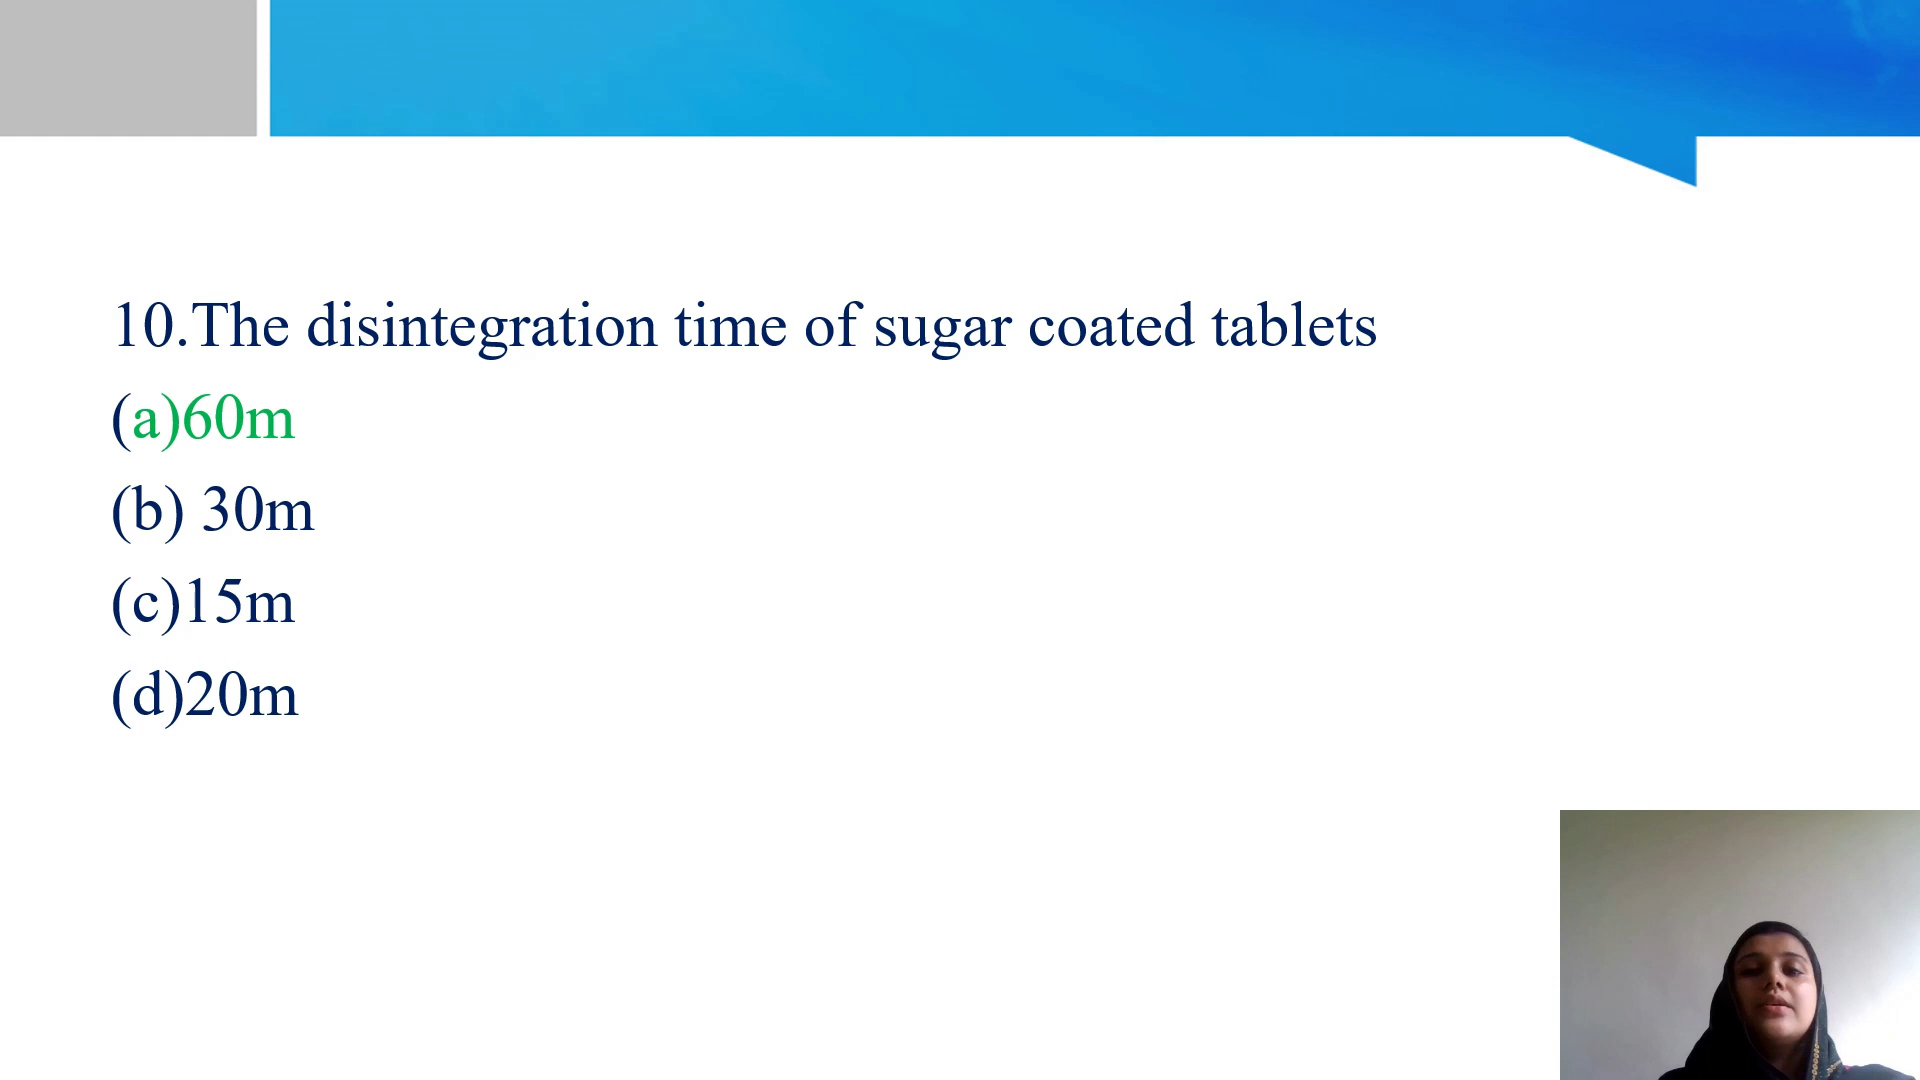 10.The disintegration time of sugar coated tablets
(a)60m
(b) 30m
(c)15m
(d)20m